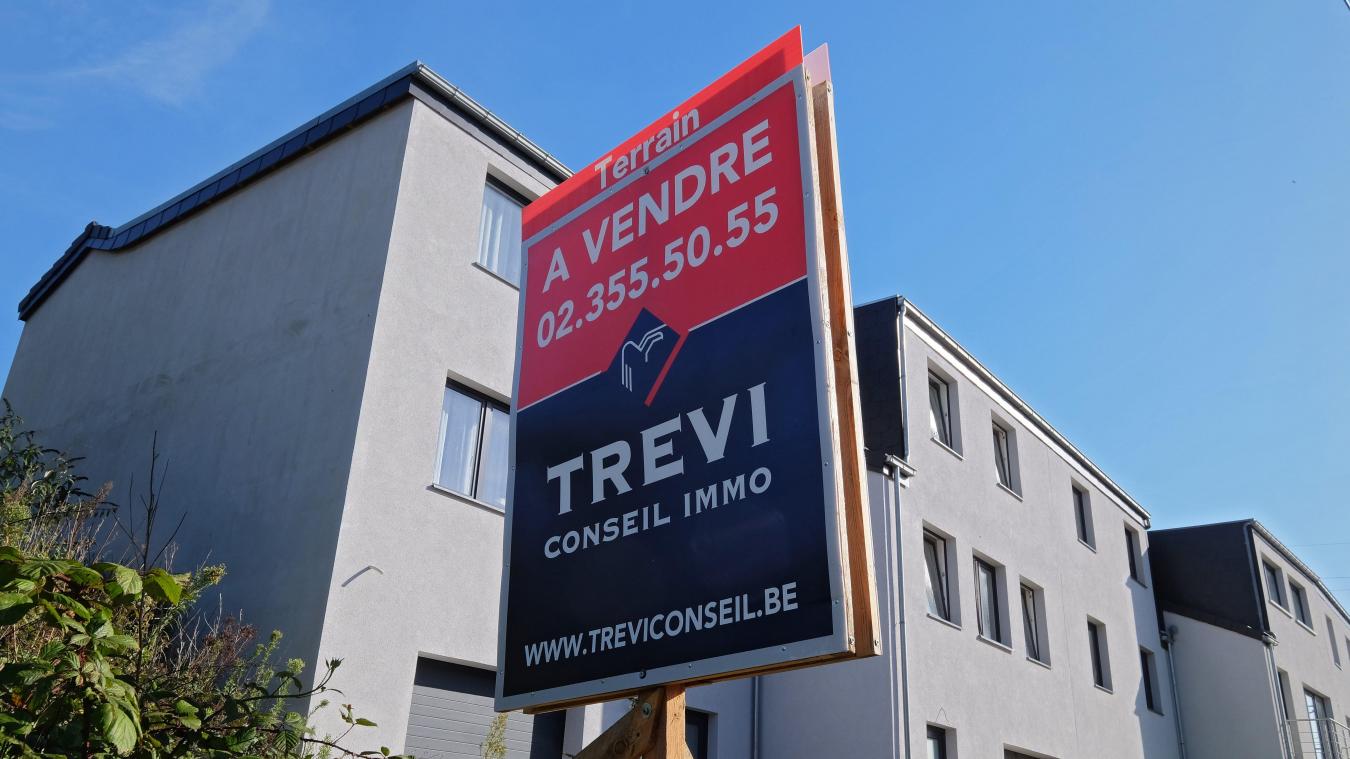 Terrain
A VENDRE
02.355.50.55
TREVI
CONSEIL IMMO
WWW.TREVICONSEIL.BE